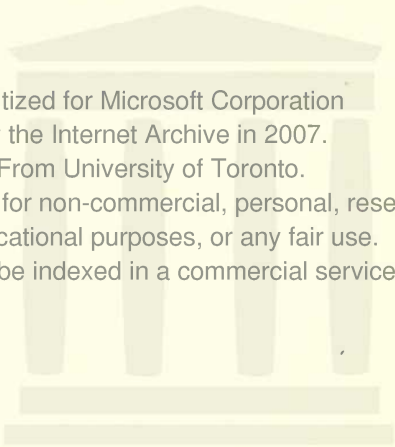 tized for Microsoft Corporation
the Internet Archive in 2007.
From University of Toronto.
for non-commercial, personal, rese
cational purposes, or any fair use.
be indexed in a commercial service